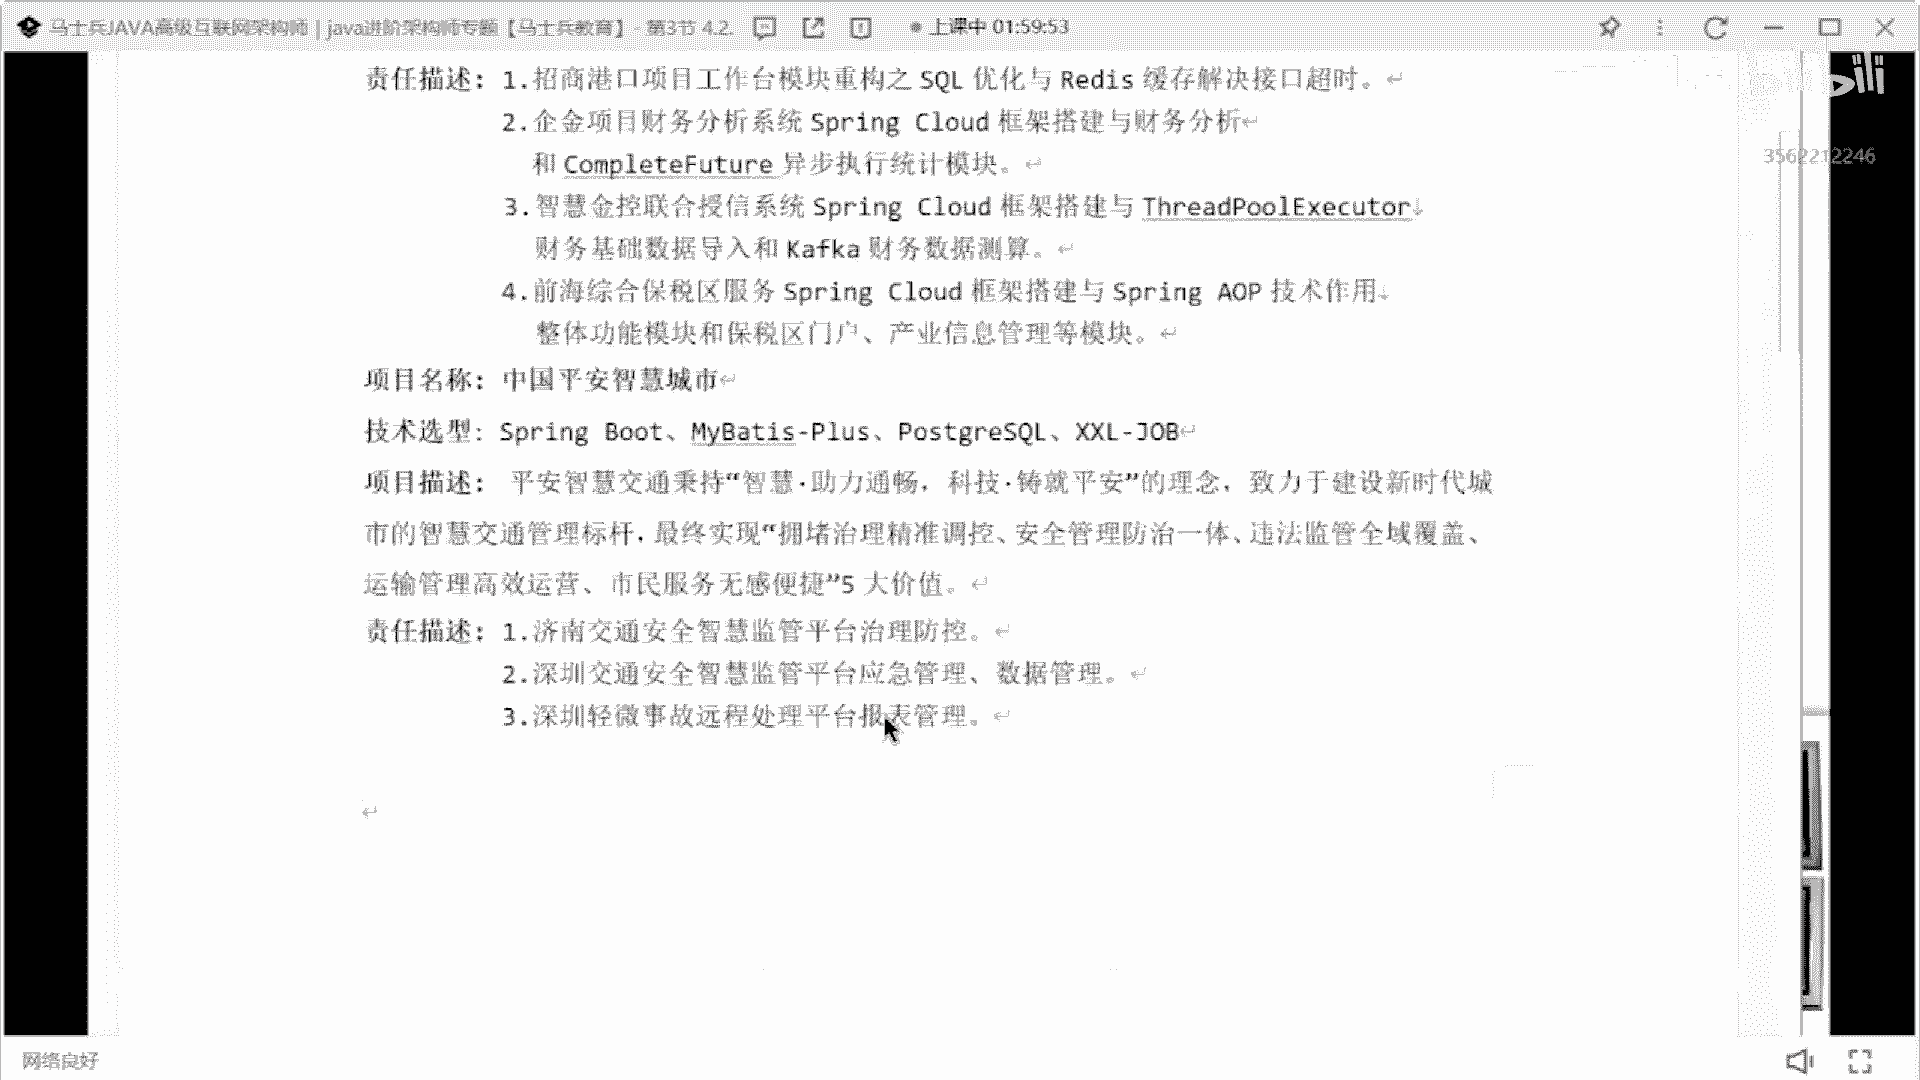 马士兵JAVA高级互联网架构师 | java进阶架构师专题【马士兵教育】 - 第3节 4.2. 上课中 01:59:53
责任描述: 1.招商港口项目工作台模块重构之 SQL 优化与 Redis 缓存解决接口超时。
3562212246
2.企金项目财务分析系统 Spring Cloud 框架搭建与财务分析
和 CompleteFuture 异步执行统计模块。
3.智慧金控联合授信系统 Spring Cloud 框架搭建与 ThreadPoolExecutor
财务基础数据导入和 Kafka 财务数据测算。
4.前海综合保税区服务 Spring Cloud 框架搭建与 Spring AOP 技术作用
整体功能模块和保税区门户、产业信息管理等模块。
项目名称: 中国平安智慧城市
技术选型: Spring Boot、MyBatis-Plus、PostgreSQL、XXL-JOB
项目描述: 平安智慧交通秉持“智慧·助力通畅，科技·铸就平安”的理念，致力于建设新时代城
市的智慧交通管理标杆，最终实现“拥堵治理精准调控、安全管理防治一体、违法监管全域覆盖、
运输管理高效运营、市民服务无感便捷”5 大价值。
责任描述: 1.济南交通安全智慧监管平台治理防控。
2.深圳交通安全智慧监管平台应急管理、数据管理。
3.深圳轻微事故远程处理平台报表管理。
网络良好